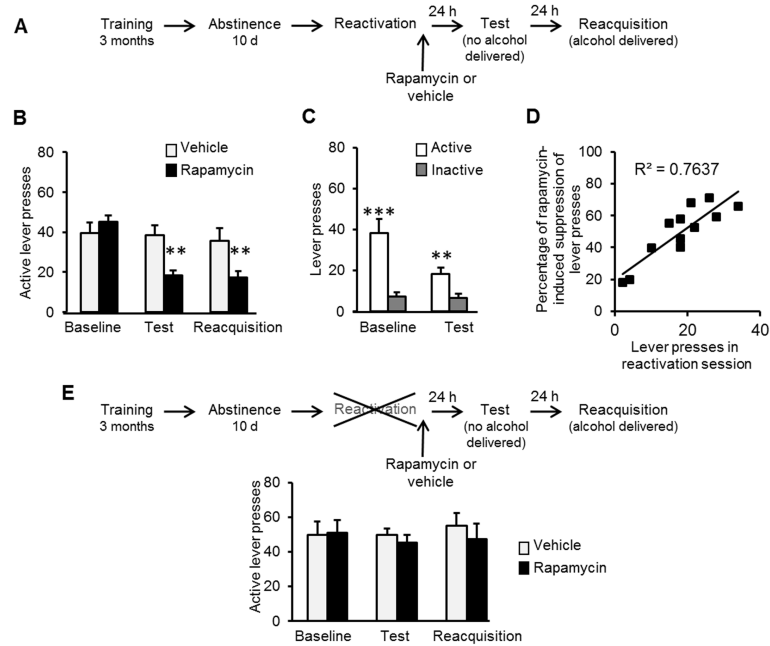 A
Training
3 months
Abstinence
10 d
Reactivation
24 h
Test
(no alcohol
delivered)
24 h
Reacquisition
(alcohol delivered)
Rapamycin or
vehicle
B
Active lever presses
80
60
40
20
0
Vehicle
Rapamycin
**
**
Baseline
Test
Reacquisition
C
Lever presses
80
60
40
20
0
Active
Inactive
***
**
Baseline
Test
D
Percentage of rapamycin-
induced suppression of
lever presses
100
80
60
40
20
0
R² = 0.7637
0
20
40
Lever presses in
reactivation session
E
Training
3 months
Abstinence
10 d
Reactivation
24 h
Test
(no alcohol
delivered)
24 h
Reacquisition
(alcohol delivered)
Rapamycin or
vehicle
Active lever presses
80
60
40
20
0
Vehicle
Rapamycin
Baseline
Test
Reacquisition